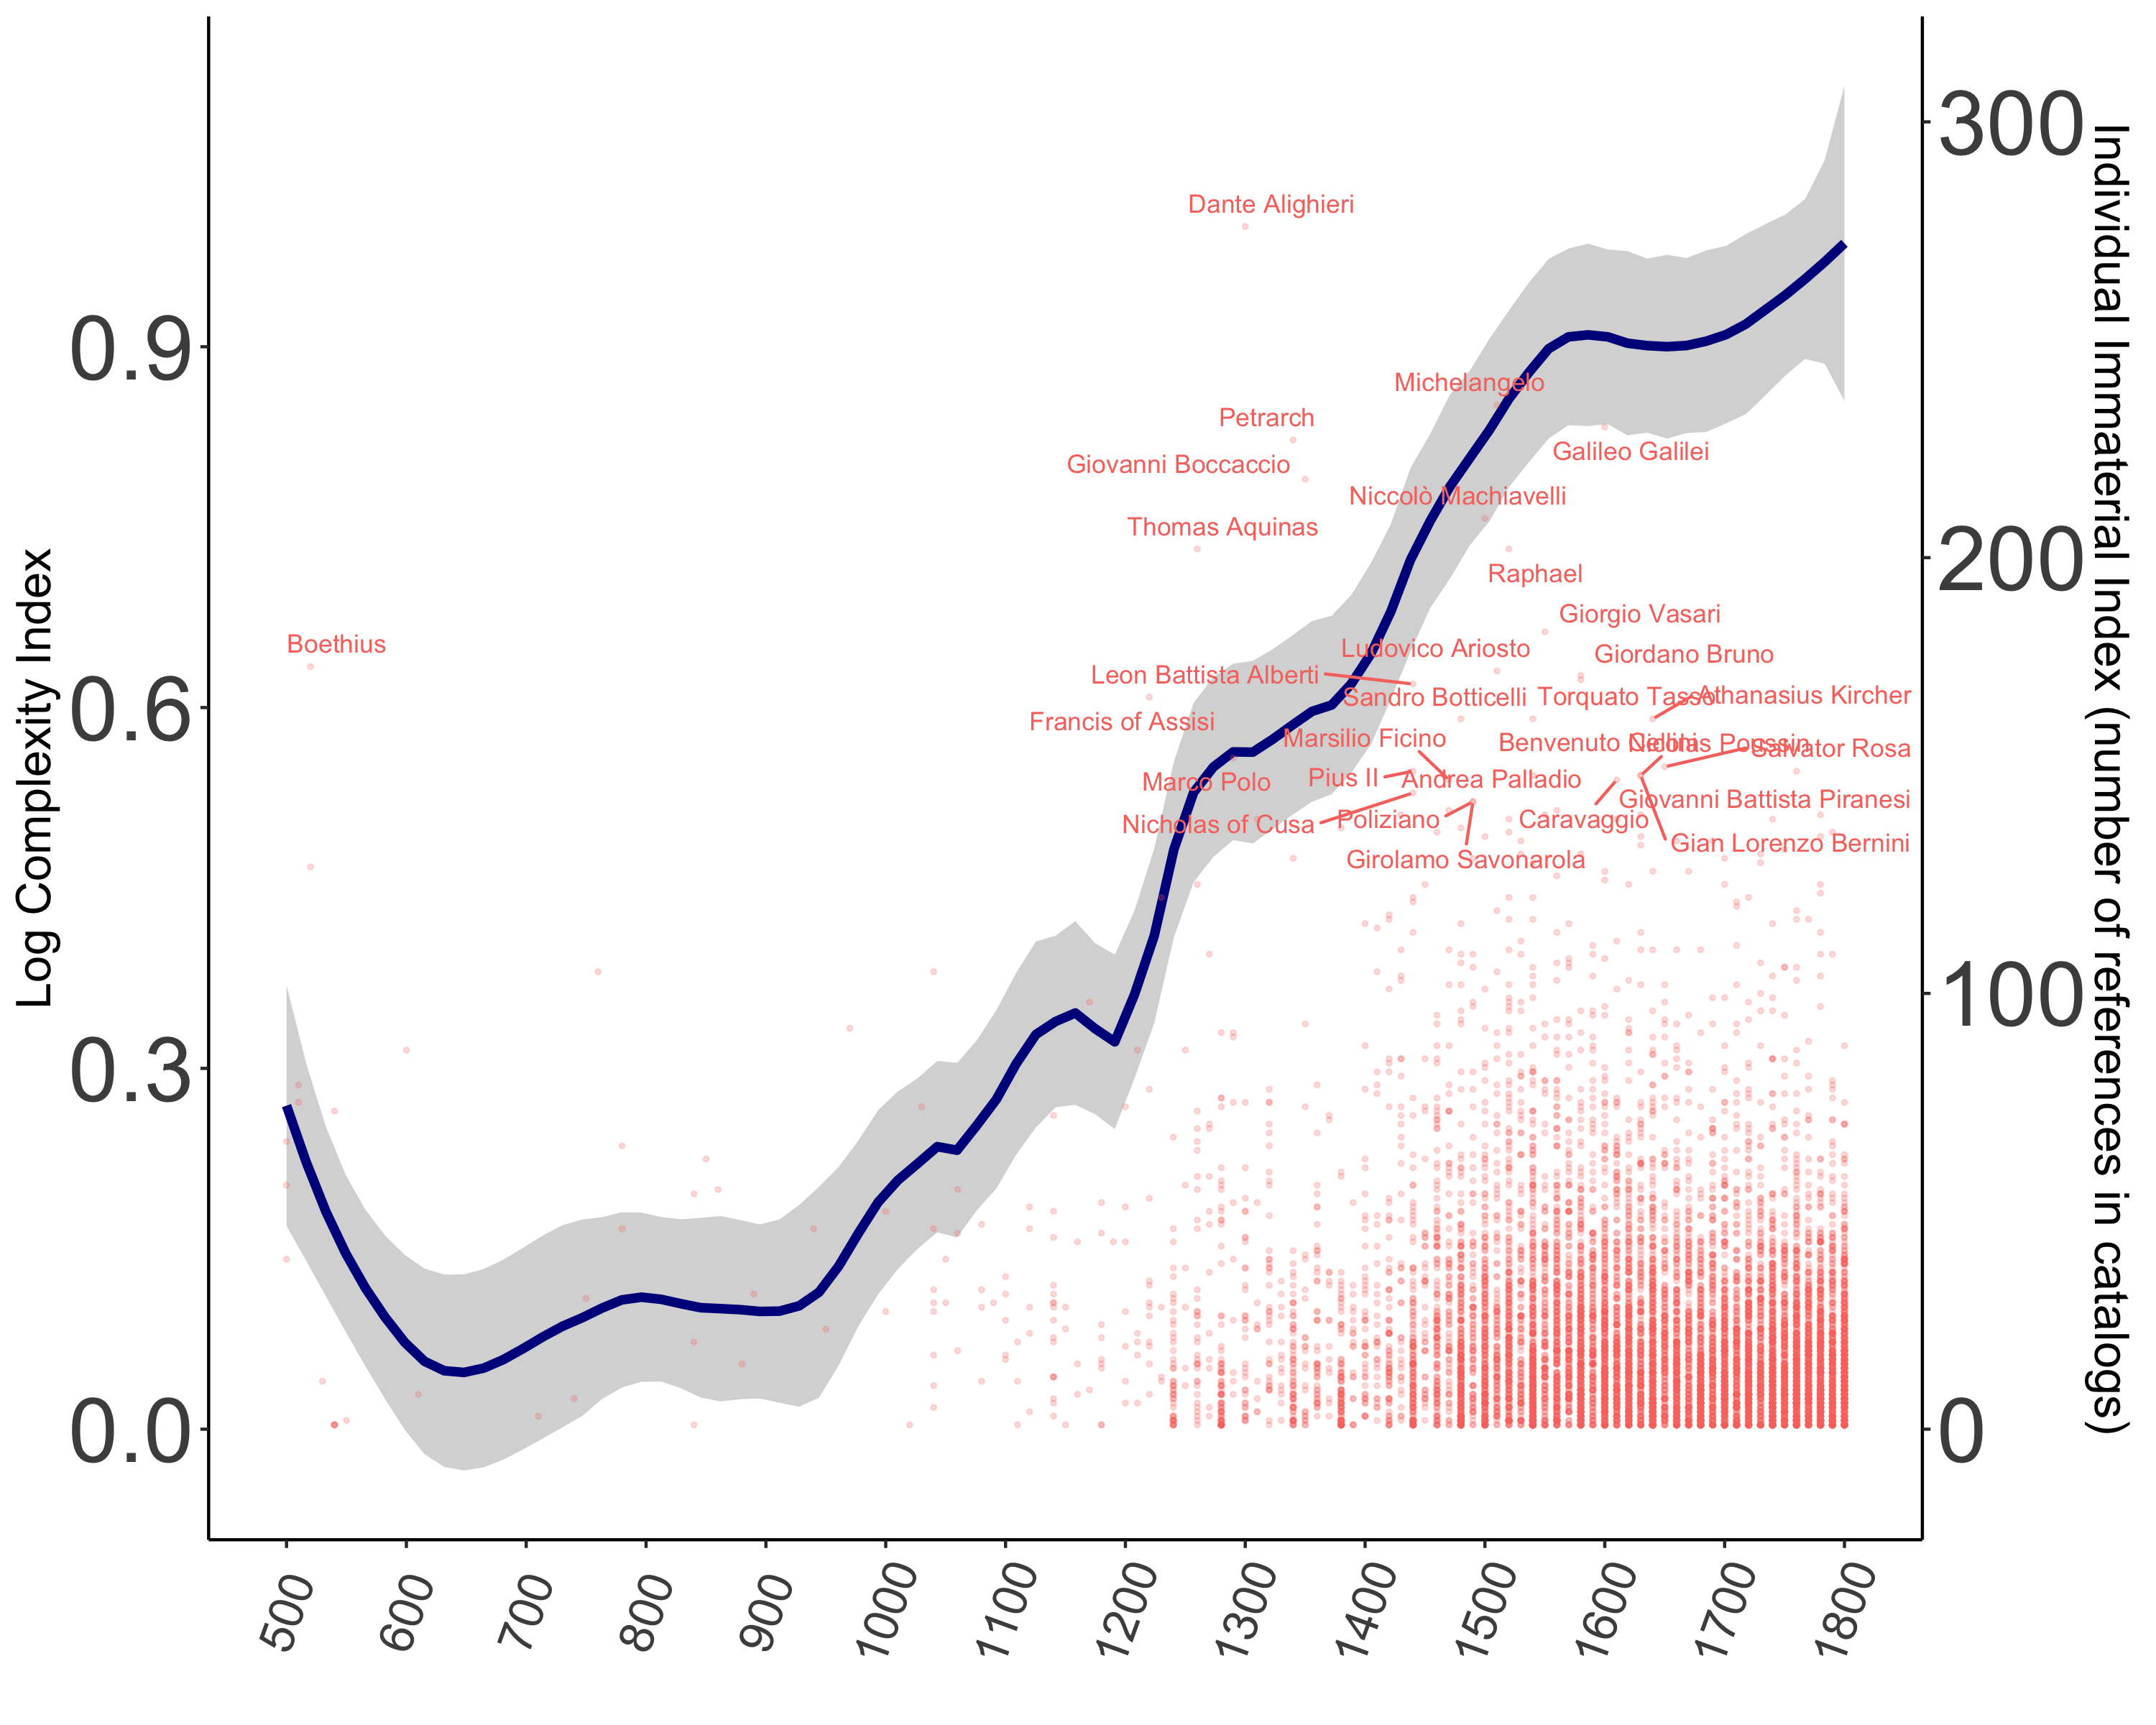 300
Dante Alighieri
0.9
Michelangelo
Petrarch
Galileo Galilei
Giovanni Boccaccio
Niccolò Machiavelli
Thomas Aquinas
200
Raphael
Giorgio Vasari
Boethius
Ludovico Ariosto
Giordano Bruno
Leon Battista Alberti
0.6
Sandro Botticelli
Torquato Tasso
Athanasius Kircher
Francis of Assisi
Marsilio Ficino
Benvenuto Cellini
Nicolas Poussin
Salvator Rosa
Marco Polo
Pius II
Andrea Palladio
Giovanni Battista Piranesi
Nicholas of Cusa
Poliziano
Caravaggio
Gian Lorenzo Bernini
Girolamo Savonarola
100
0.3
0.0
0
Log Complexity Index
Individual Immaterial Index (number of references in catalogs)
500
600
700
800
900
1000
1100
1200
1300
1400
1500
1600
1700
1800